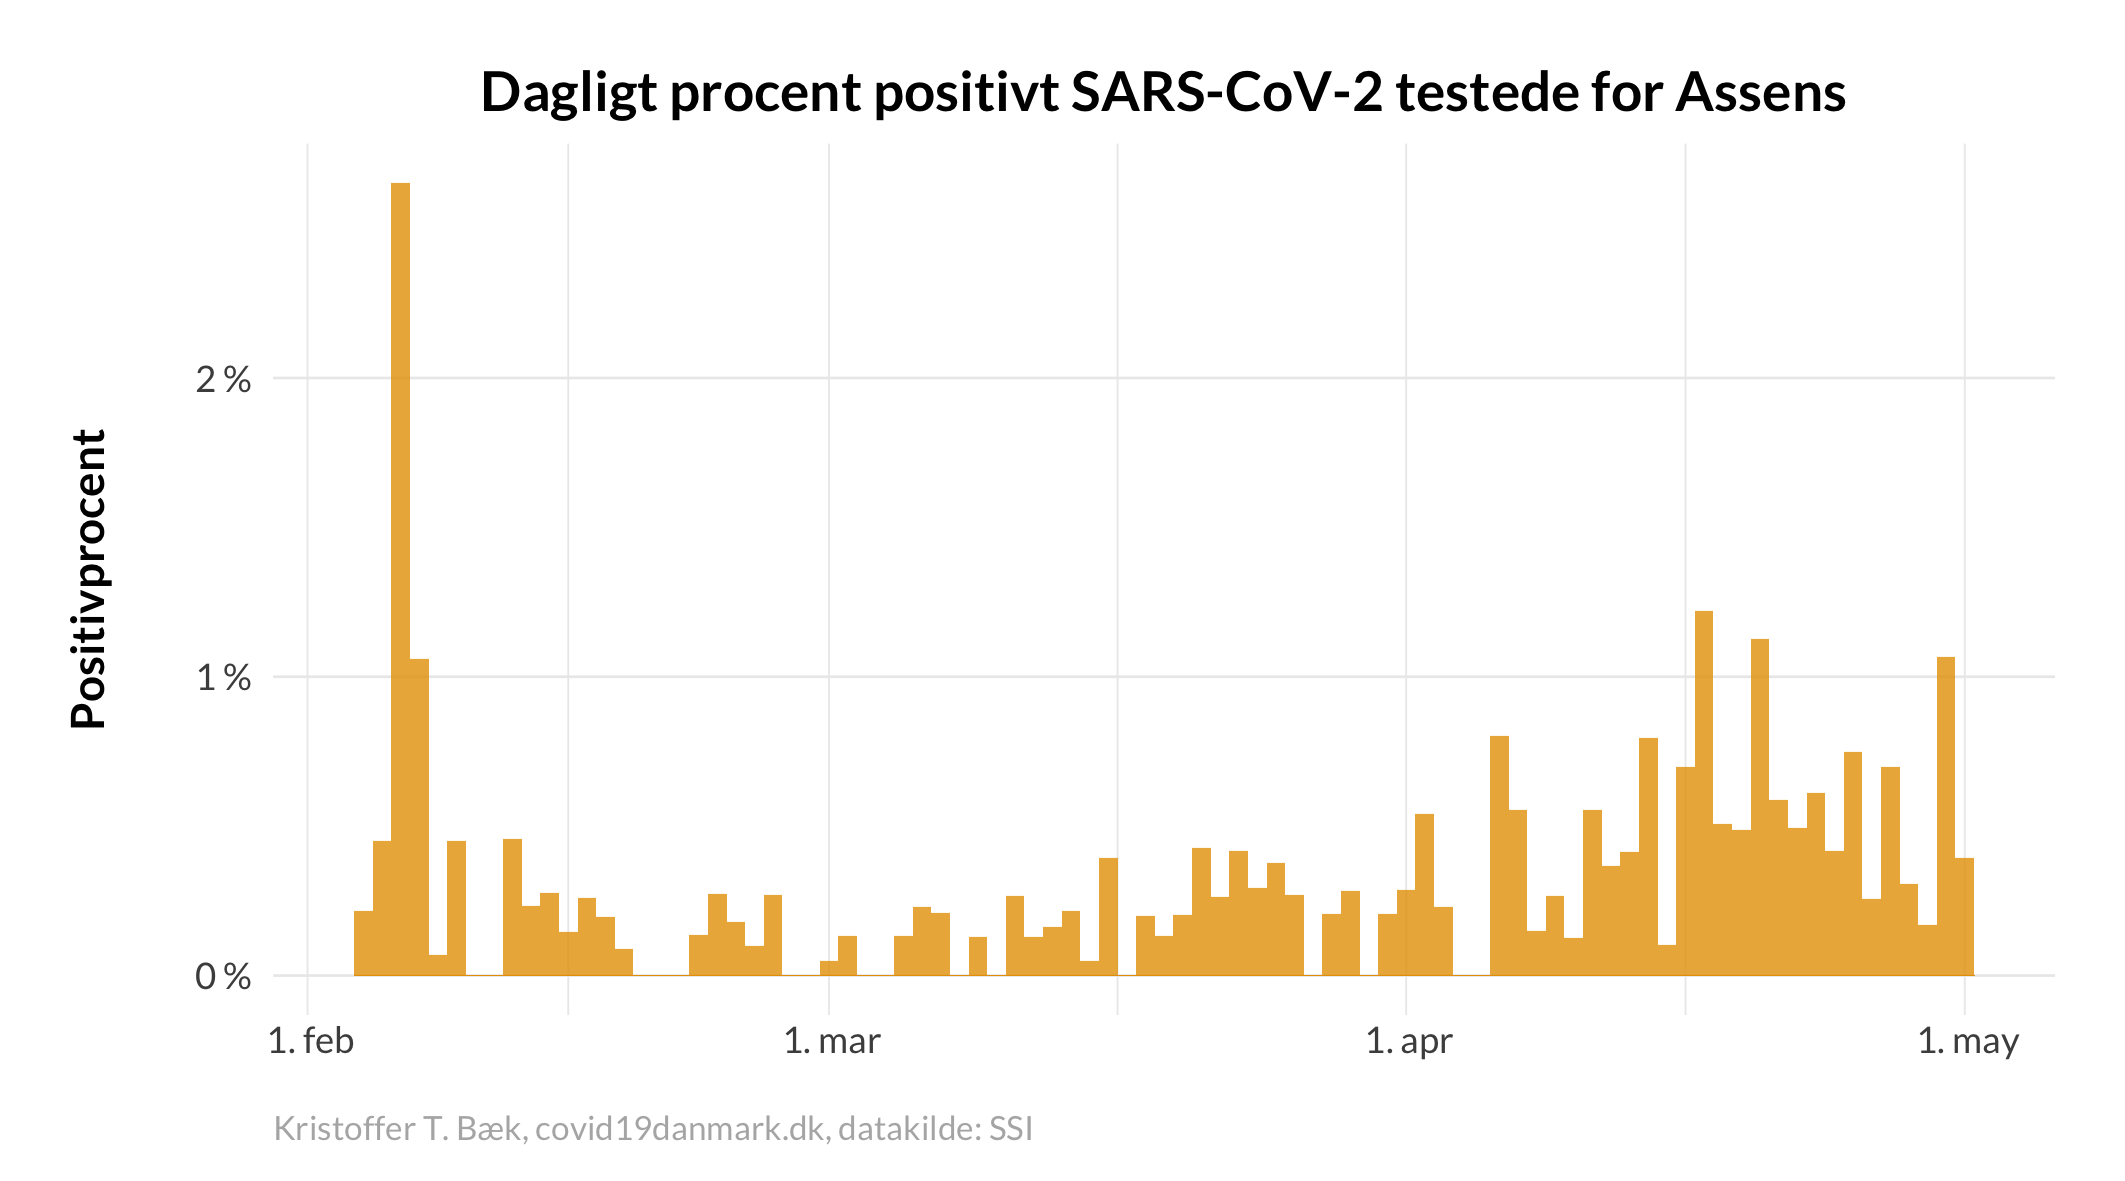 Dagligt procent positivt SARS-CoV-2 testede for Assens
Positivprocent
2 %
1 %
0 %
1. feb
1. mar
1. apr
1. may
Kristoffer T. Bæk, covid19danmark.dk, datakilde: SSI